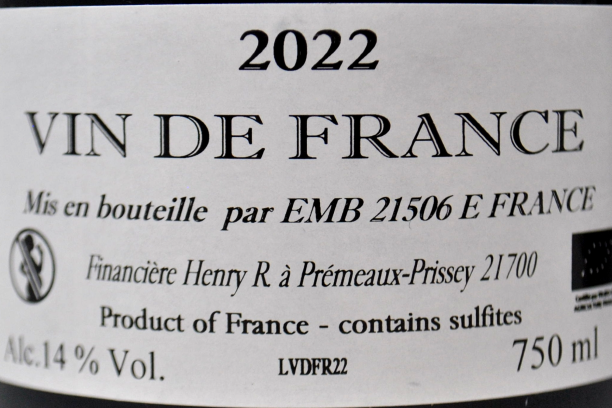 2022
VIN DE FRANCE
Mis en bouteille par EMB 21506 E FRANCE
Financière Henry R à Prémeaux-Prissey 21700
Product of France - contains sulfites
Alc.14 % Vol.
LVDFR22
750 ml